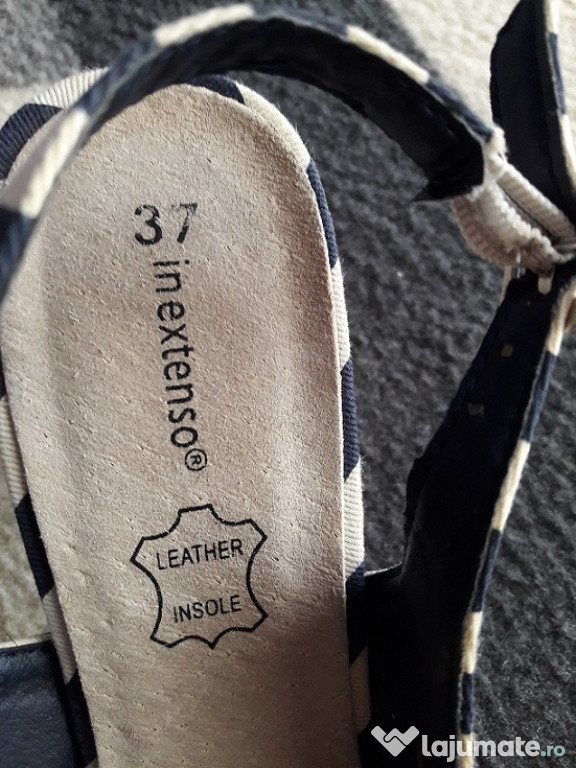 37
inextenso®
LEATHER
INSOLE
lajumate.ro